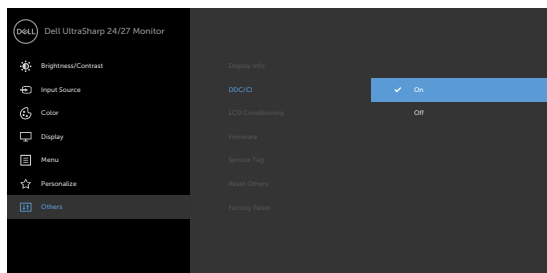 DELL Dell UltraSharp 24/27 Monitor
Brightness/Contrast Display Info
Input Source DDC/CI On
Color LCD Conditioning Off
Display Firmware
Menu Service Tag
Personalize Reset Others
Others Factory Reset